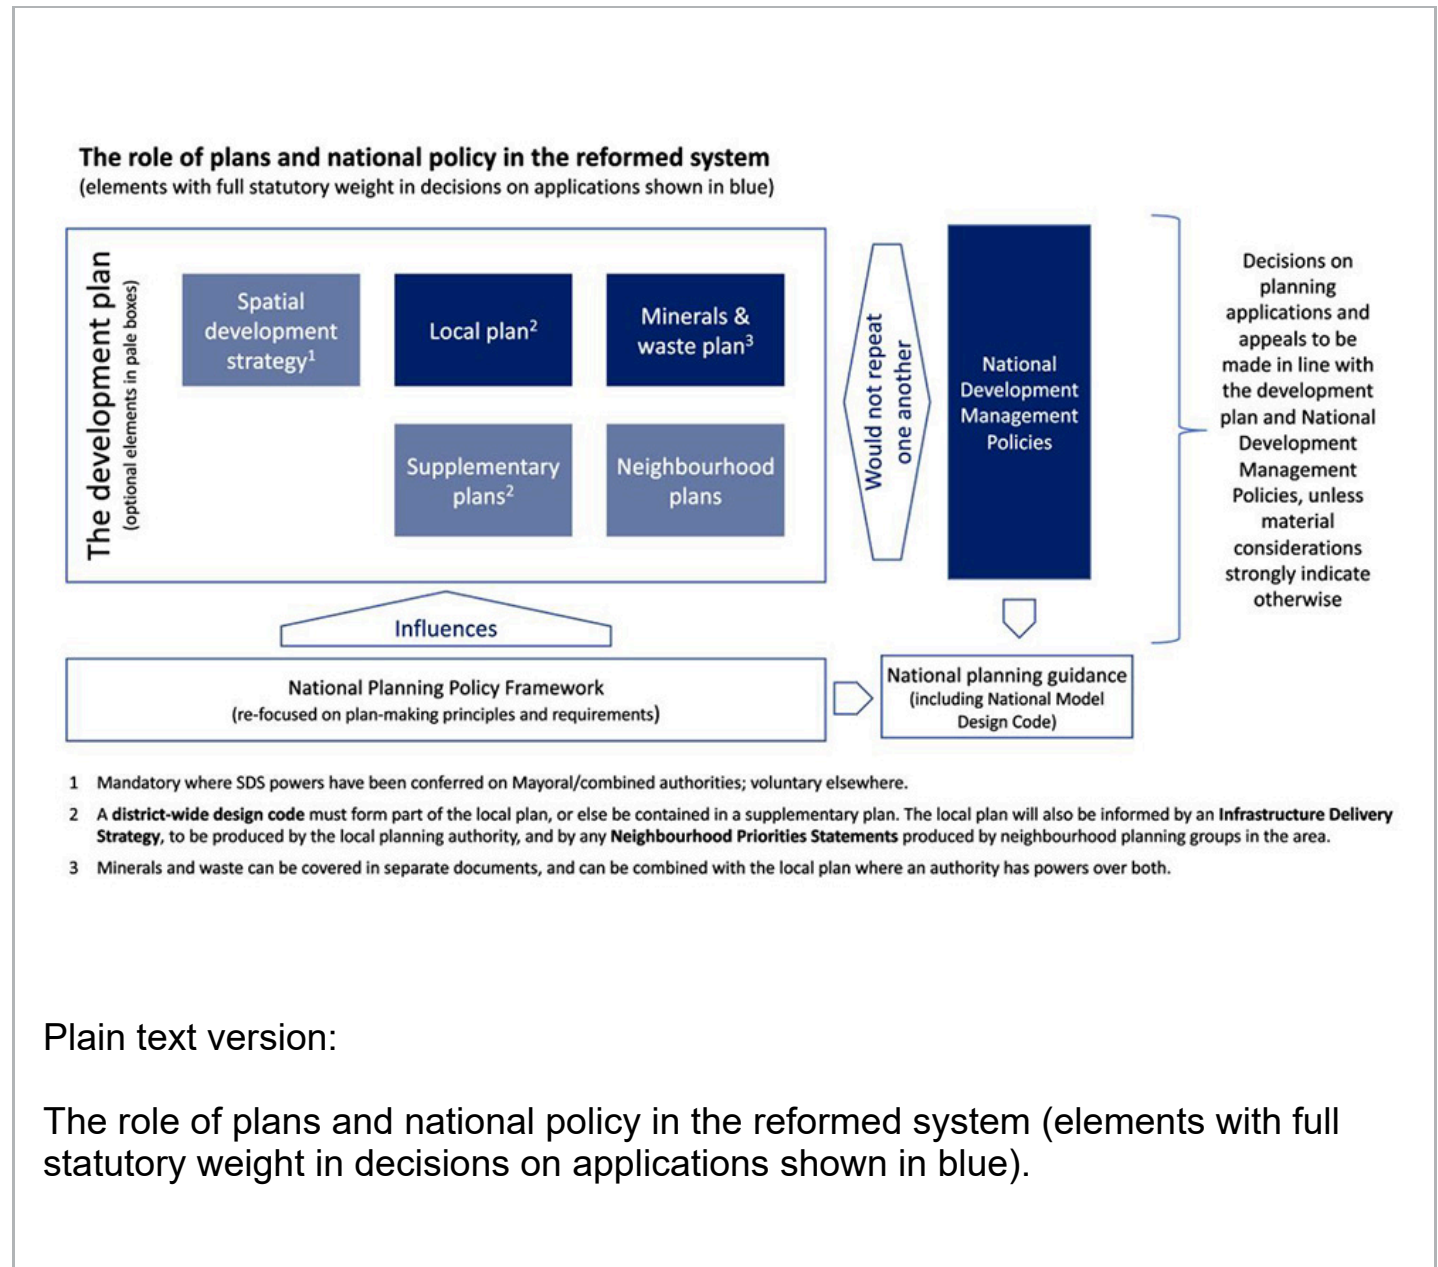 The role of plans and national policy in the reformed system
(elements with full statutory weight in decisions on applications shown in blue)
The development plan
(optional elements in pale boxes)
Spatial
development
strategy¹
Local plan²
Minerals &
waste plan³
Supplementary
plans²
Neighbourhood
plans
Would not repeat
one another
National
Development
Management
Policies
Decisions on
planning
applications and
appeals to be
made in line with
the development
plan and National
Development
Management
Policies, unless
material
considerations
strongly indicate
otherwise
Influences
National Planning Policy Framework
(re-focused on plan-making principles and requirements)
National planning guidance
(including National Model
Design Code)
1 Mandatory where SDS powers have been conferred on Mayoral/combined authorities; voluntary elsewhere.
2 A district-wide design code must form part of the local plan, or else be contained in a supplementary plan. The local plan will also be informed by an Infrastructure Delivery
Strategy, to be produced by the local planning authority, and by any Neighbourhood Priorities Statements produced by neighbourhood planning groups in the area.
3 Minerals and waste can be covered in separate documents, and can be combined with the local plan where an authority has powers over both.
Plain text version:
The role of plans and national policy in the reformed system (elements with full
statutory weight in decisions on applications shown in blue).